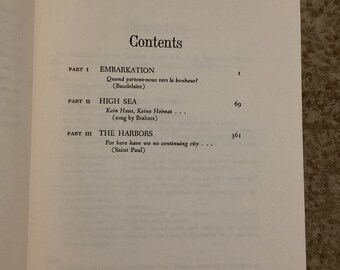 Contents
PART I EMBARKATION 1
Quand partons-nous vers le bonheur?
(Baudelaire)
PART II HIGH SEA 69
Kein Haus, Keine Heimat . . .
(song by Brahms)
PART III THE HARBORS 361
For here have we no continuing city . . .
(Saint Paul)